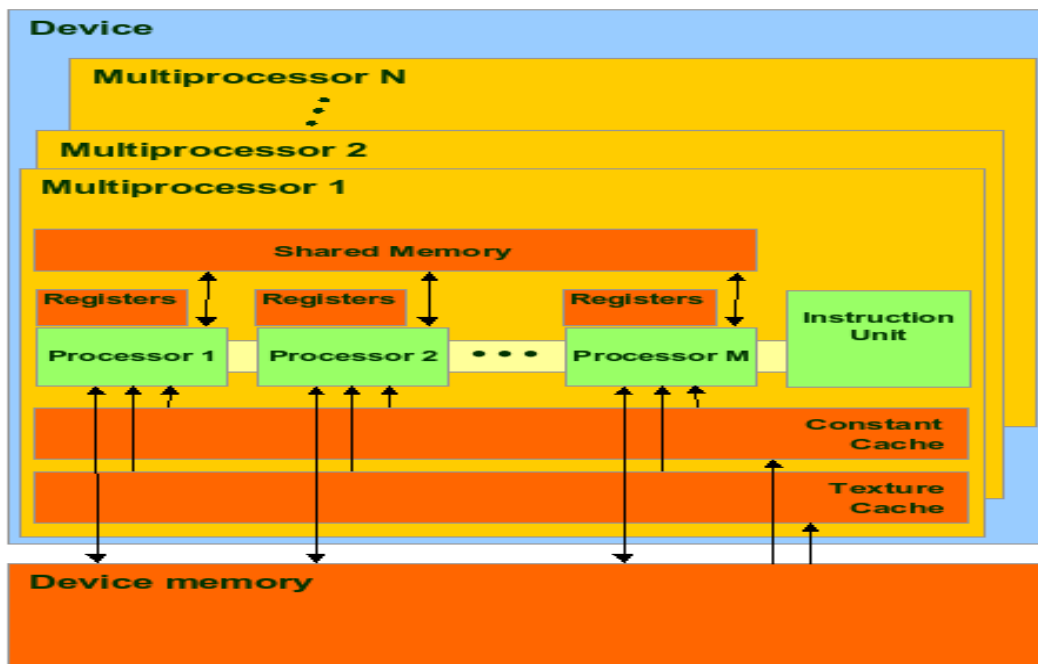 Device
Multiprocessor N
Multiprocessor 2
Multiprocessor 1
Shared Memory
Registers
Registers
Registers
Instruction
Unit
Processor 1
Processor 2
Processor M
Constant
Cache
Texture
Cache
Device memory